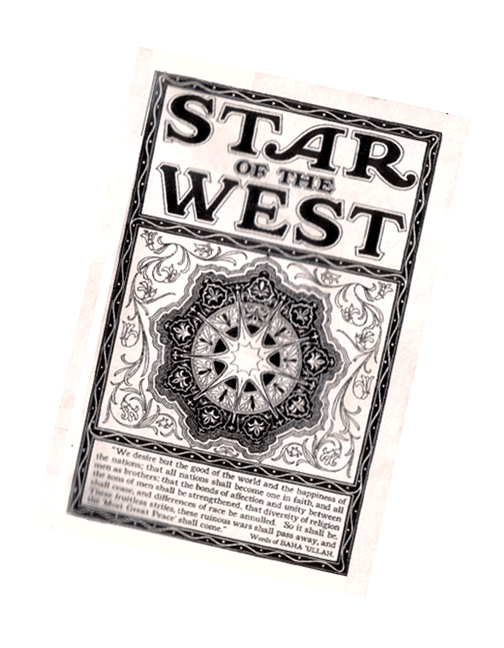 STAR
OF THE
WEST
"We desire but the good of the world and the happiness of
the nations; that all nations shall become one in faith, and all
men as brothers; that the bonds of affection and unity between
the sons of men shall be strengthened, that diversity of religion
shall cease, and differences of race be annulled. So it shall be.
These fruitless strifes, these ruinous wars shall pass away, and
the 'Most Great Peace' shall come."
Words of BAHA 'ULLAH.